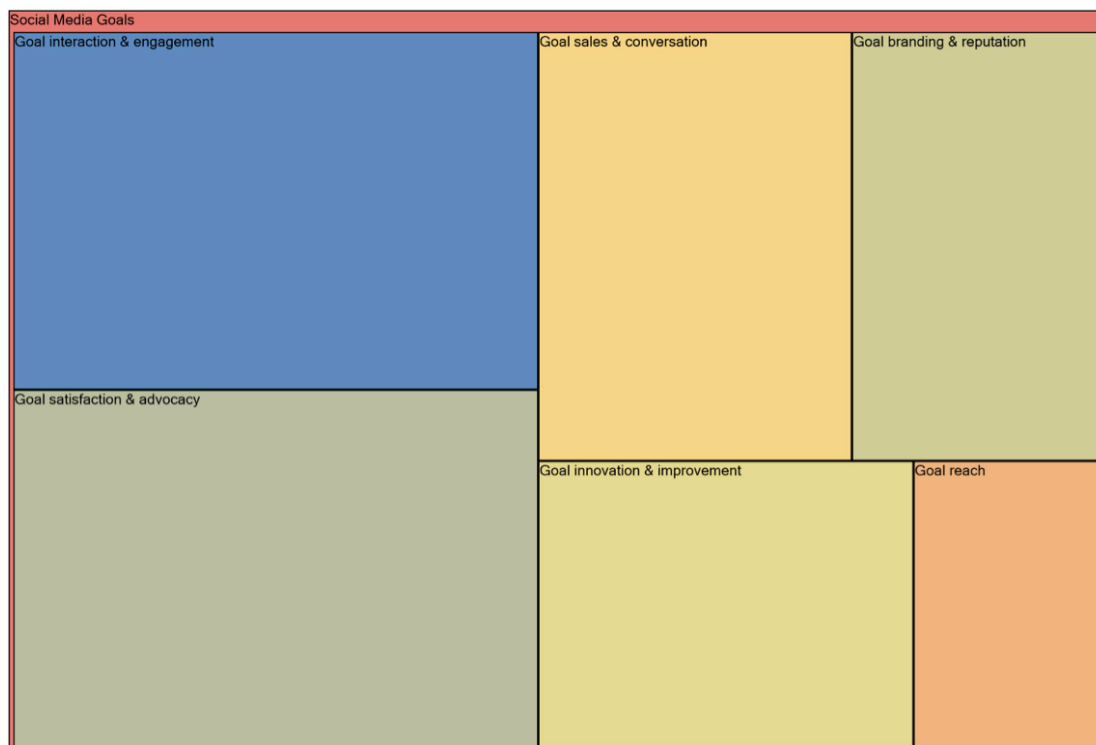 Social Media Goals
Goal interaction & engagement
Goal sales & conversation
Goal branding & reputation
Goal satisfaction & advocacy
Goal innovation & improvement
Goal reach